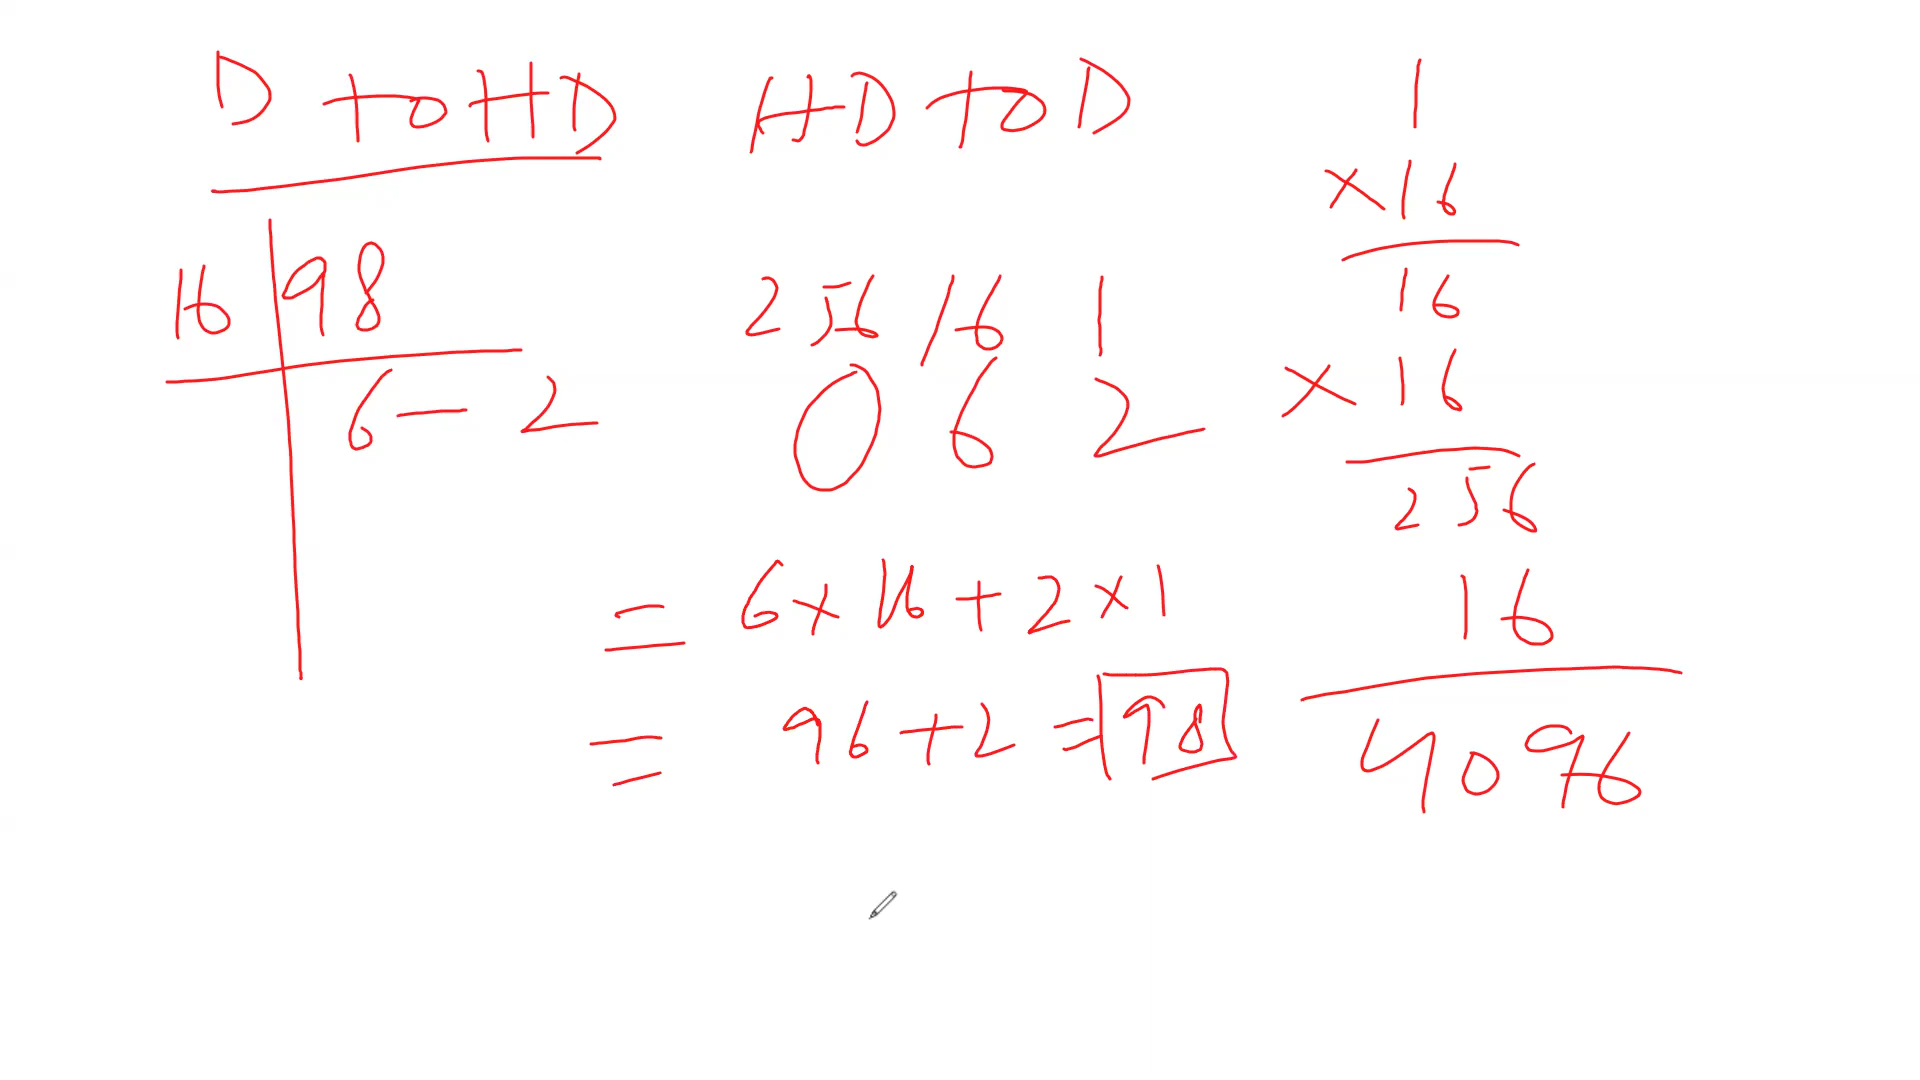 D to HD
16 98
6 - 2
HD to D
256 16 1
0 6 2
= 6 x 16 + 2 x 1
= 96 + 2 = 98
1
x 16
16
x 16
256
16
4096